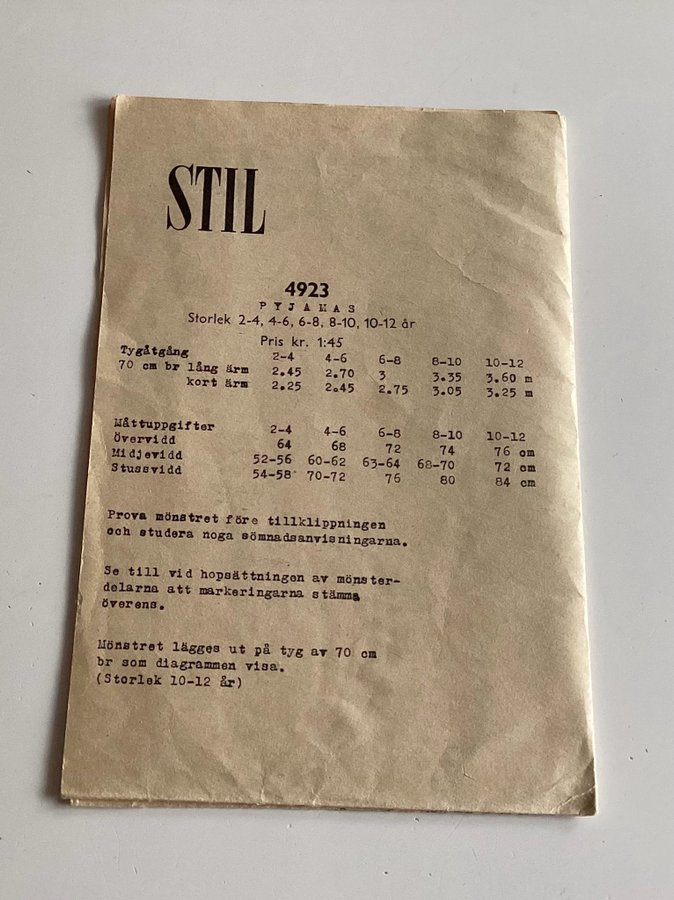 STIL
4923
PYJAMAS
Storlek 2-4, 4-6, 6-8, 8-10, 10-12 år
Pris kr. 1:45
Tygåtgång 2-4 4-6 6-8 8-10 10-12
70 cm br lång ärm 2.45 2.70 3 3.35 3.60 m
kort ärm 2.25 2.45 2.75 3.05 3.25 m
Måttuppgifter 2-4 4-6 6-8 8-10 10-12
Övervidd 64 68 72 74 76 cm
Midjevidd 52-56 60-62 63-64 68-70 72 cm
Stussvidd 54-58 70-72 76 80 84 cm
Prova mönstret före tillklippningen
och studera noga sömnadsanvisningarna.
Se till vid hopsättningen av mönster-
delarna att markeringarna stämma
överens.
Mönstret lägges ut på tyg av 70 cm
br som diagrammen visa.
(Storlek 10-12 år)